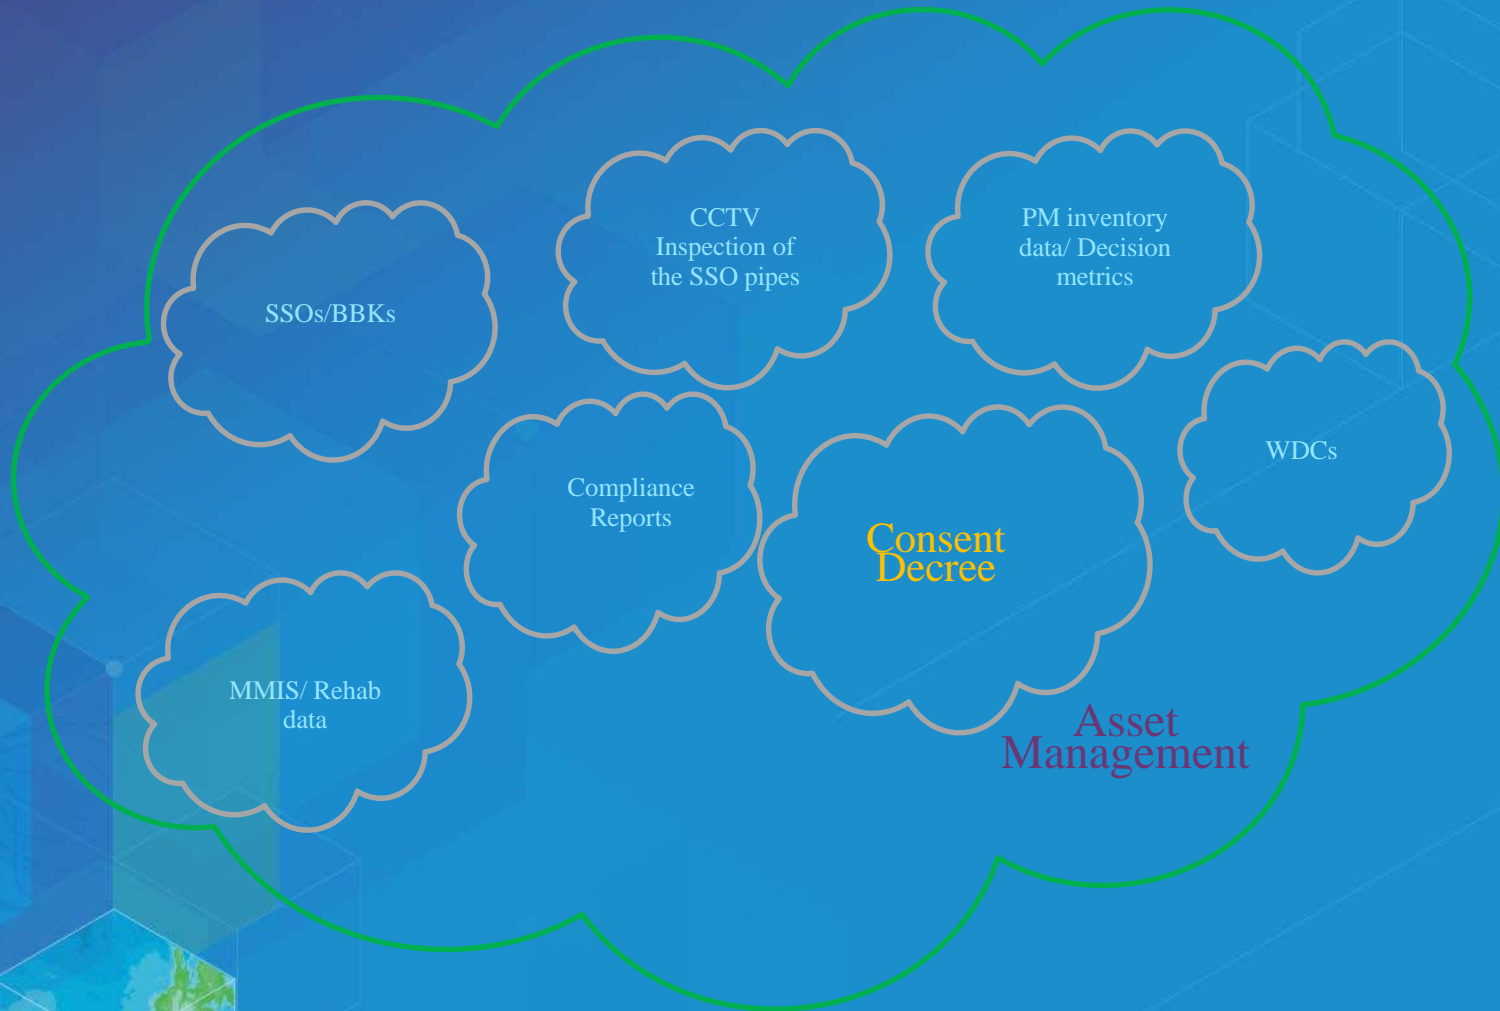 CCTV
Inspection of
the SSO pipes
PM inventory
data/ Decision
metrics
SSOs/BBKs
WDCs
Compliance
Reports
Consent
Decree
MMIS/ Rehab
data
Asset
Management